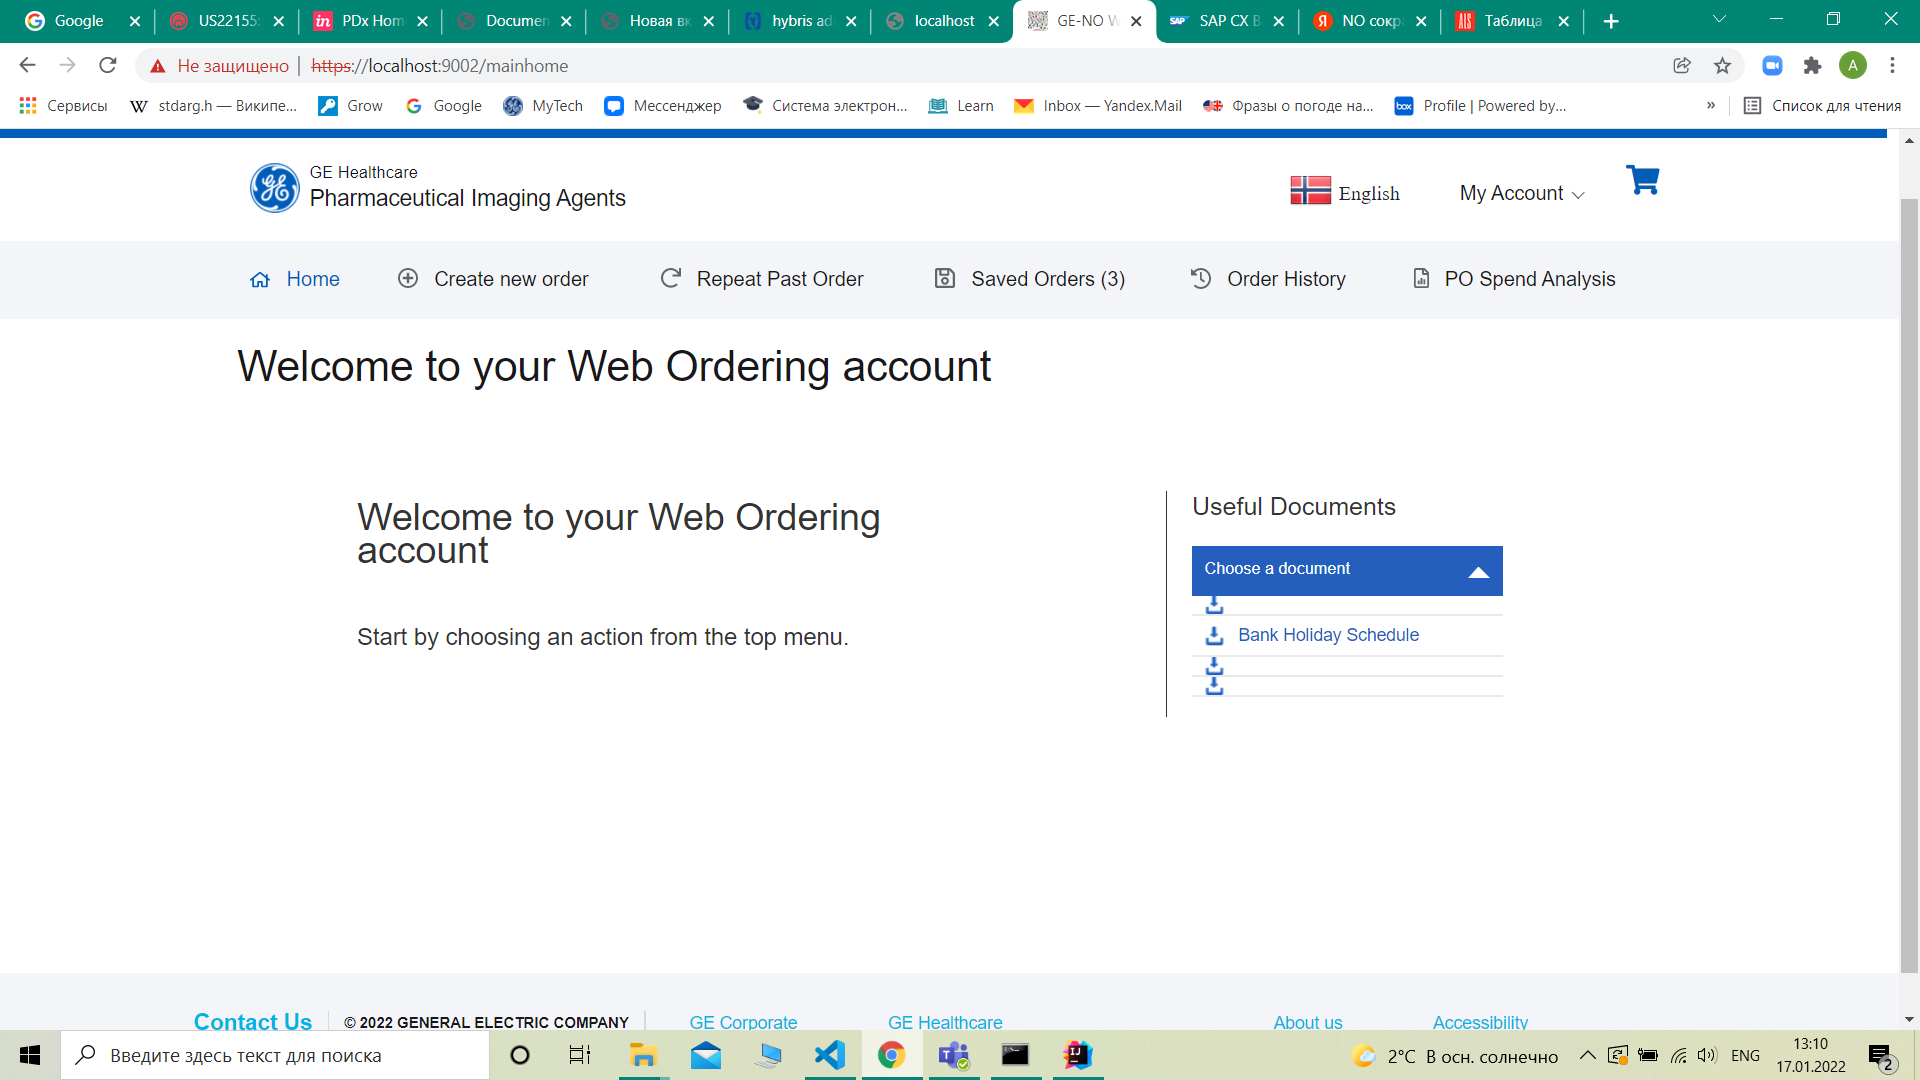 Google
US22155
PDx Hom
Documen
Новая вк
hybris ad
localhost
GE-NO W
SAP CX B
NO сокра
Таблица
Не защищено
https://localhost:9002/mainhome
Сервисы
stdarg.h — Википе...
Grow
Google
MyTech
Мессенджер
Система электрон...
Learn
Inbox — Yandex.Mail
Фразы о погоде на...
Profile | Powered by...
»
Список для чтения
GE Healthcare
Pharmaceutical Imaging Agents
English
My Account
Home
Create new order
Repeat Past Order
Saved Orders (3)
Order History
PO Spend Analysis
Welcome to your Web Ordering account
Welcome to your Web Ordering
account
Start by choosing an action from the top menu.
Useful Documents
Choose a document
Bank Holiday Schedule
Contact Us
© 2022 GENERAL ELECTRIC COMPANY
GE Corporate
GE Healthcare
About us
Accessibility
Введите здесь текст для поиска
2°C В осн. солнечно
ENG
13:10
17.01.2022
2